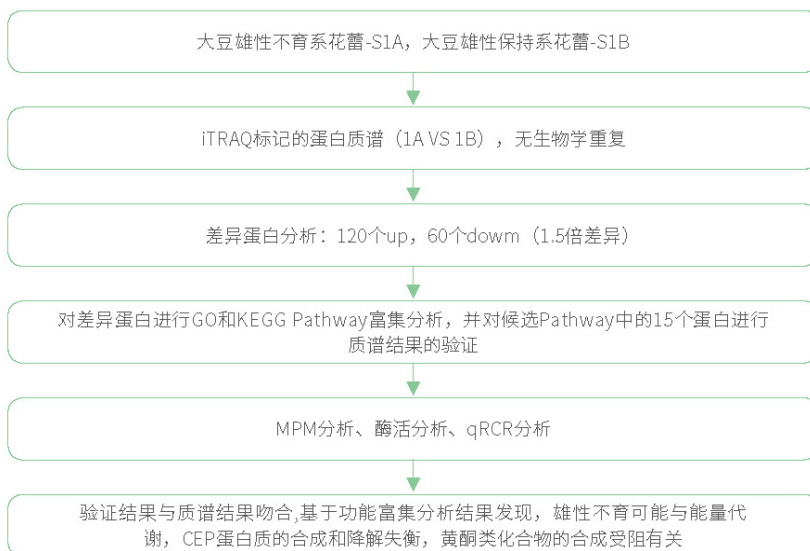 大豆雄性不育系花蕾-S1A，大豆雄性保持系花蕾-S1B
iTRAQ标记的蛋白质谱（1A VS 1B），无生物学重复
差异蛋白分析：120个up，60个dowm（1.5倍差异）
对差异蛋白进行GO和KEGG Pathway富集分析，并对候选Pathway中的15个蛋白进行
质谱结果的验证
MPM分析、酶活分析、qRCR分析
验证结果与质谱结果吻合,基于功能富集分析结果发现，雄性不育可能与能量代
谢，CEP蛋白质的合成和降解失衡，黄酮类化合物的合成受阻有关